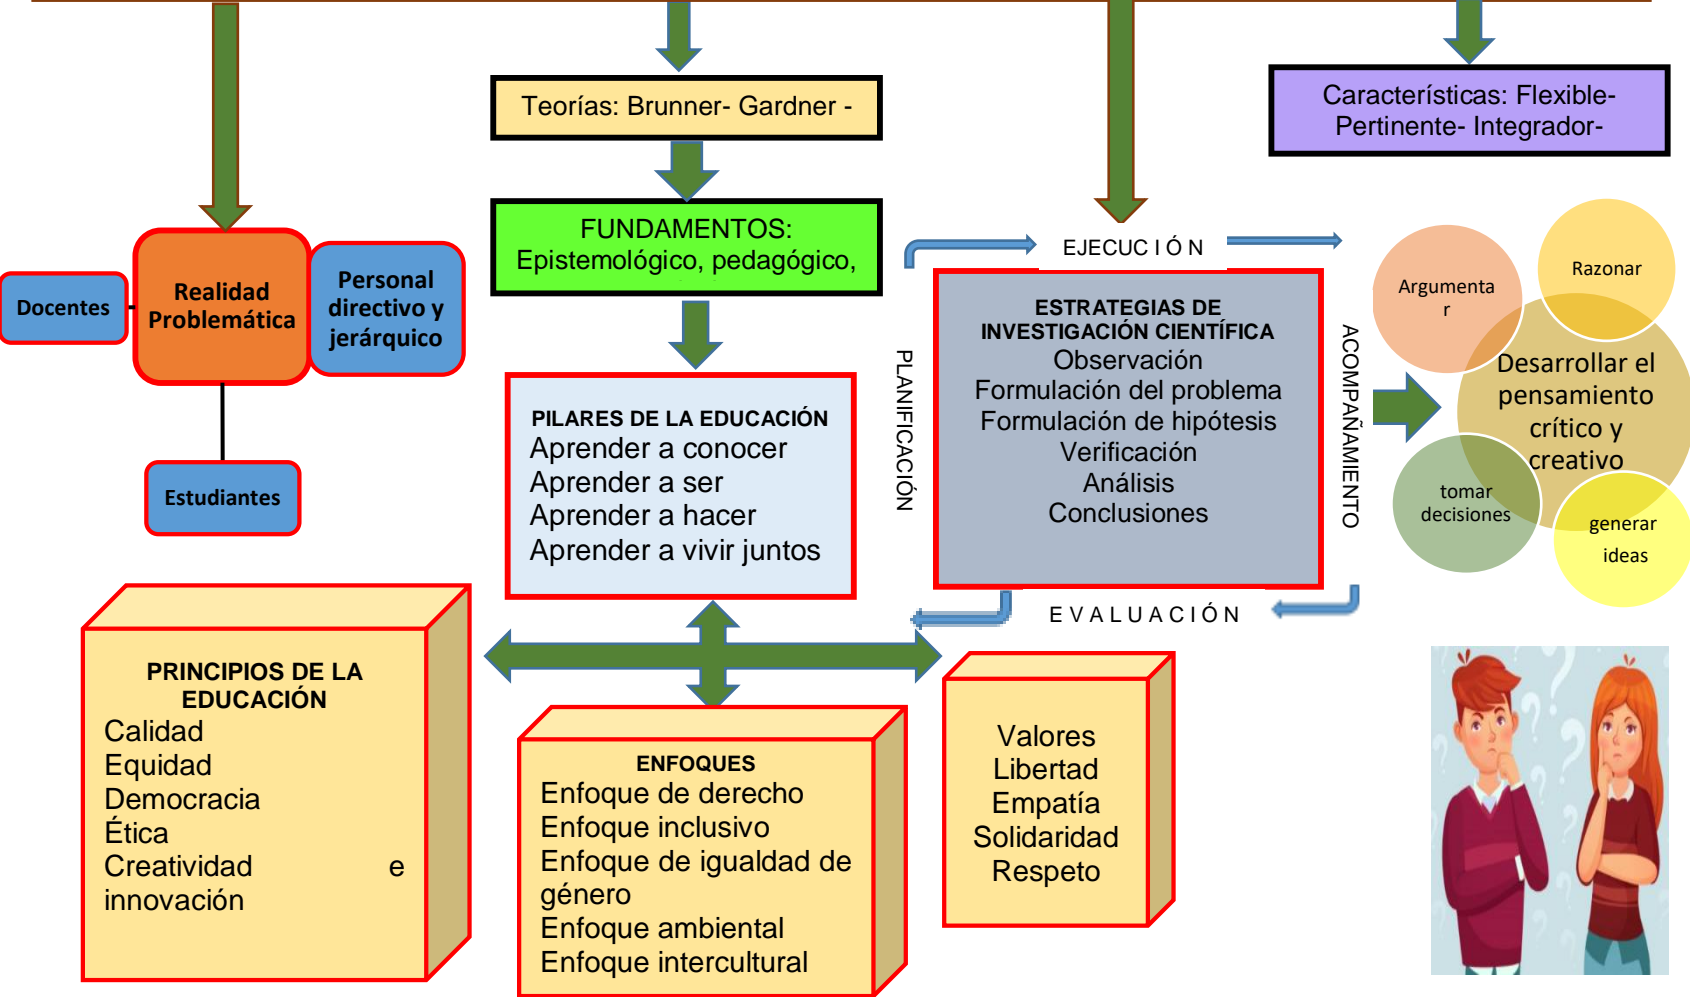 Teorías: Brunner- Gardner -
Características: Flexible-
Pertinente- Integrador-
FUNDAMENTOS:
Epistemológico, pedagógico,
Docentes
Realidad
Problemática
Personal
directivo y
jerárquico
Estudiantes
PILARES DE LA EDUCACIÓN
Aprender a conocer
Aprender a ser
Aprender a hacer
Aprender a vivir juntos
PLANIFICACIÓN
EJECUCIÓN
ESTRATEGIAS DE
INVESTIGACIÓN CIENTÍFICA
Observación
Formulación del problema
Formulación de hipótesis
Verificación
Análisis
Conclusiones
ACOMPAÑAMIENTO
EVALUACIÓN
Argumenta
r
Razonar
Desarrollar el
pensamiento
crítico y
creativo
tomar
decisiones
generar
ideas
PRINCIPIOS DE LA
EDUCACIÓN
Calidad
Equidad
Democracia
Ética
Creatividad e
innovación
ENFOQUES
Enfoque de derecho
Enfoque inclusivo
Enfoque de igualdad de
género
Enfoque ambiental
Enfoque intercultural
Valores
Libertad
Empatía
Solidaridad
Respeto